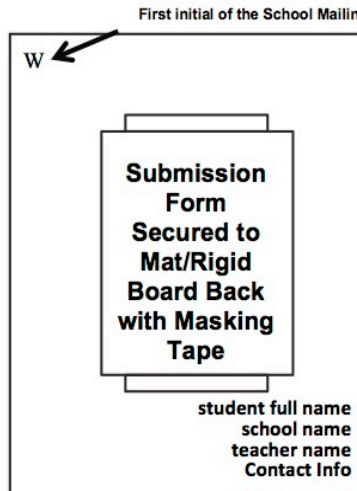 First initial of the School Mailin
W
Submission
Form
Secured to
Mat/Rigid
Board Back
with Masking
Tape
student full name
school name
teacher name
Contact Info